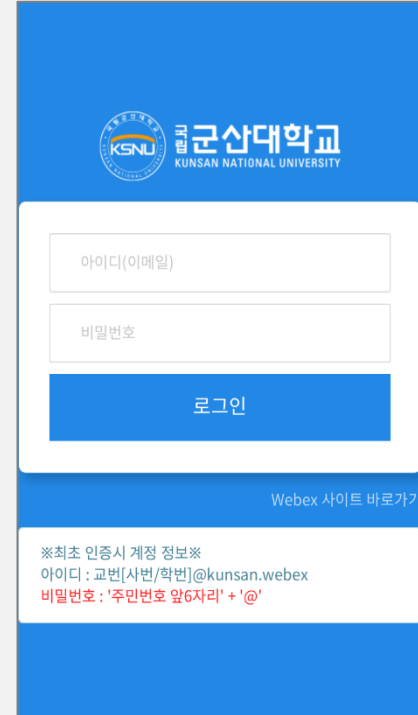 KSNU
국립군산대학교
KUNSAN NATIONAL UNIVERSITY
아이디(이메일)
비밀번호
로그인
Webex 사이트 바로가기
※최초 인증시 계정 정보※
아이디 : 교번[사번/학번]@kunsan.webex
비밀번호 : '주민번호 앞6자리' + '@'